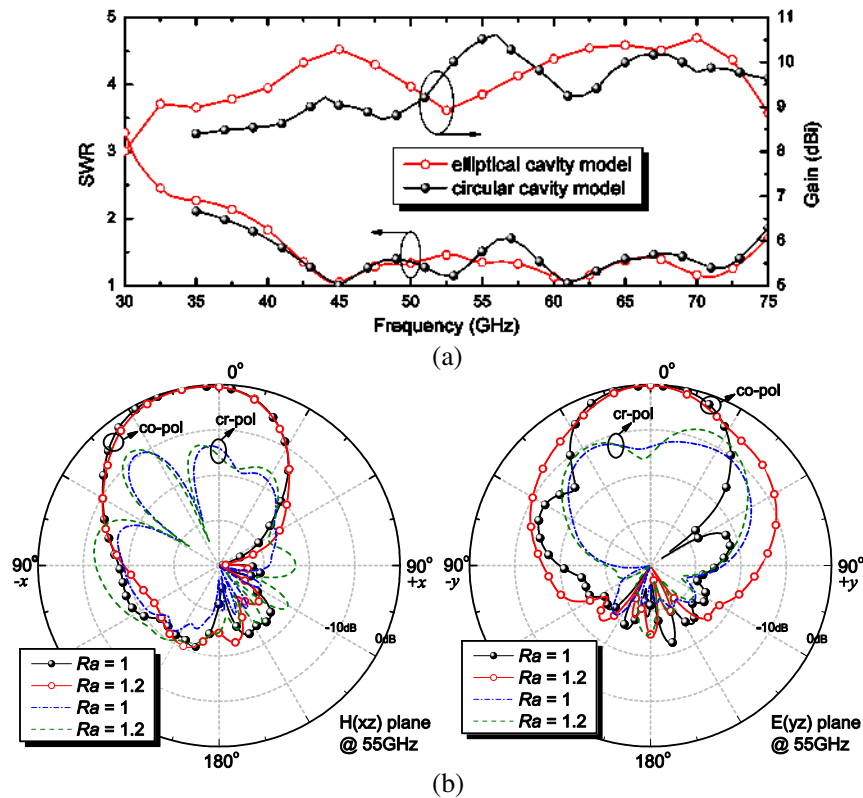 5
4
3
2
1
SWR
11
10
9
8
7
6
5
Gain (dBi)
elliptical cavity model
circular cavity model
30 35 40 45 50 55 60 65 70 75
Frequency (GHz)
(a)
0°
co-pol
cr-pol
90°
-x
90°
+x
-10dB
0dB
Ra = 1
Ra = 1.2
Ra = 1
Ra = 1.2
H(xz) plane
@ 55GHz
180°
0°
co-pol
cr-pol
90°
-y
90°
+y
-10dB
0dB
Ra = 1
Ra = 1.2
Ra = 1
Ra = 1.2
E(yz) plane
@ 55GHz
180°
(b)